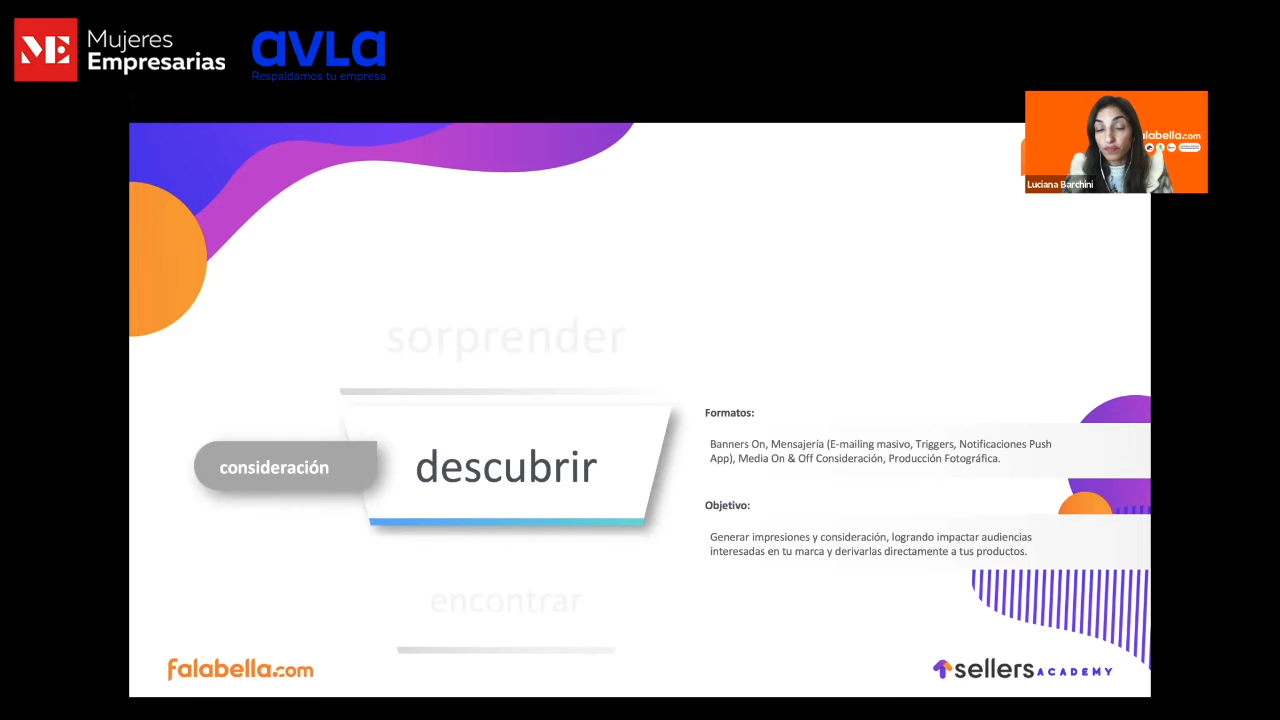 ME
Mujeres
Empresarias
avla
Respaldamos tu empresa
falabella.com
Luciana Barchini
sorprender
consideración
descubrir
Formatos:
Banners On, Mensajería (E-mailing masivo, Triggers, Notificaciones Push
App), Media On & Off Consideración, Producción Fotográfica.
Objetivo:
Generar impresiones y consideración, logrando impactar audiencias
interesadas en tu marca y derivarlas directamente a tus productos.
encontrar
falabella.com
sellers ACADEMY